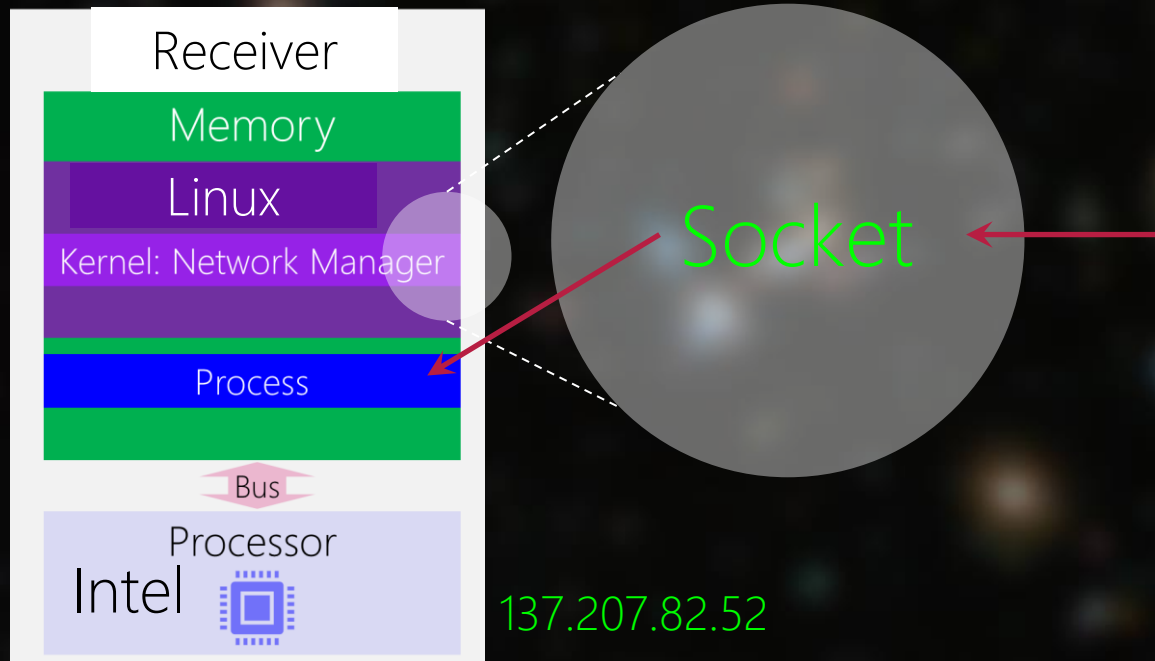 Receiver
Memory
Linux
Kernel: Network Manager
Process
Bus
Processor
Intel
Socket
137.207.82.52